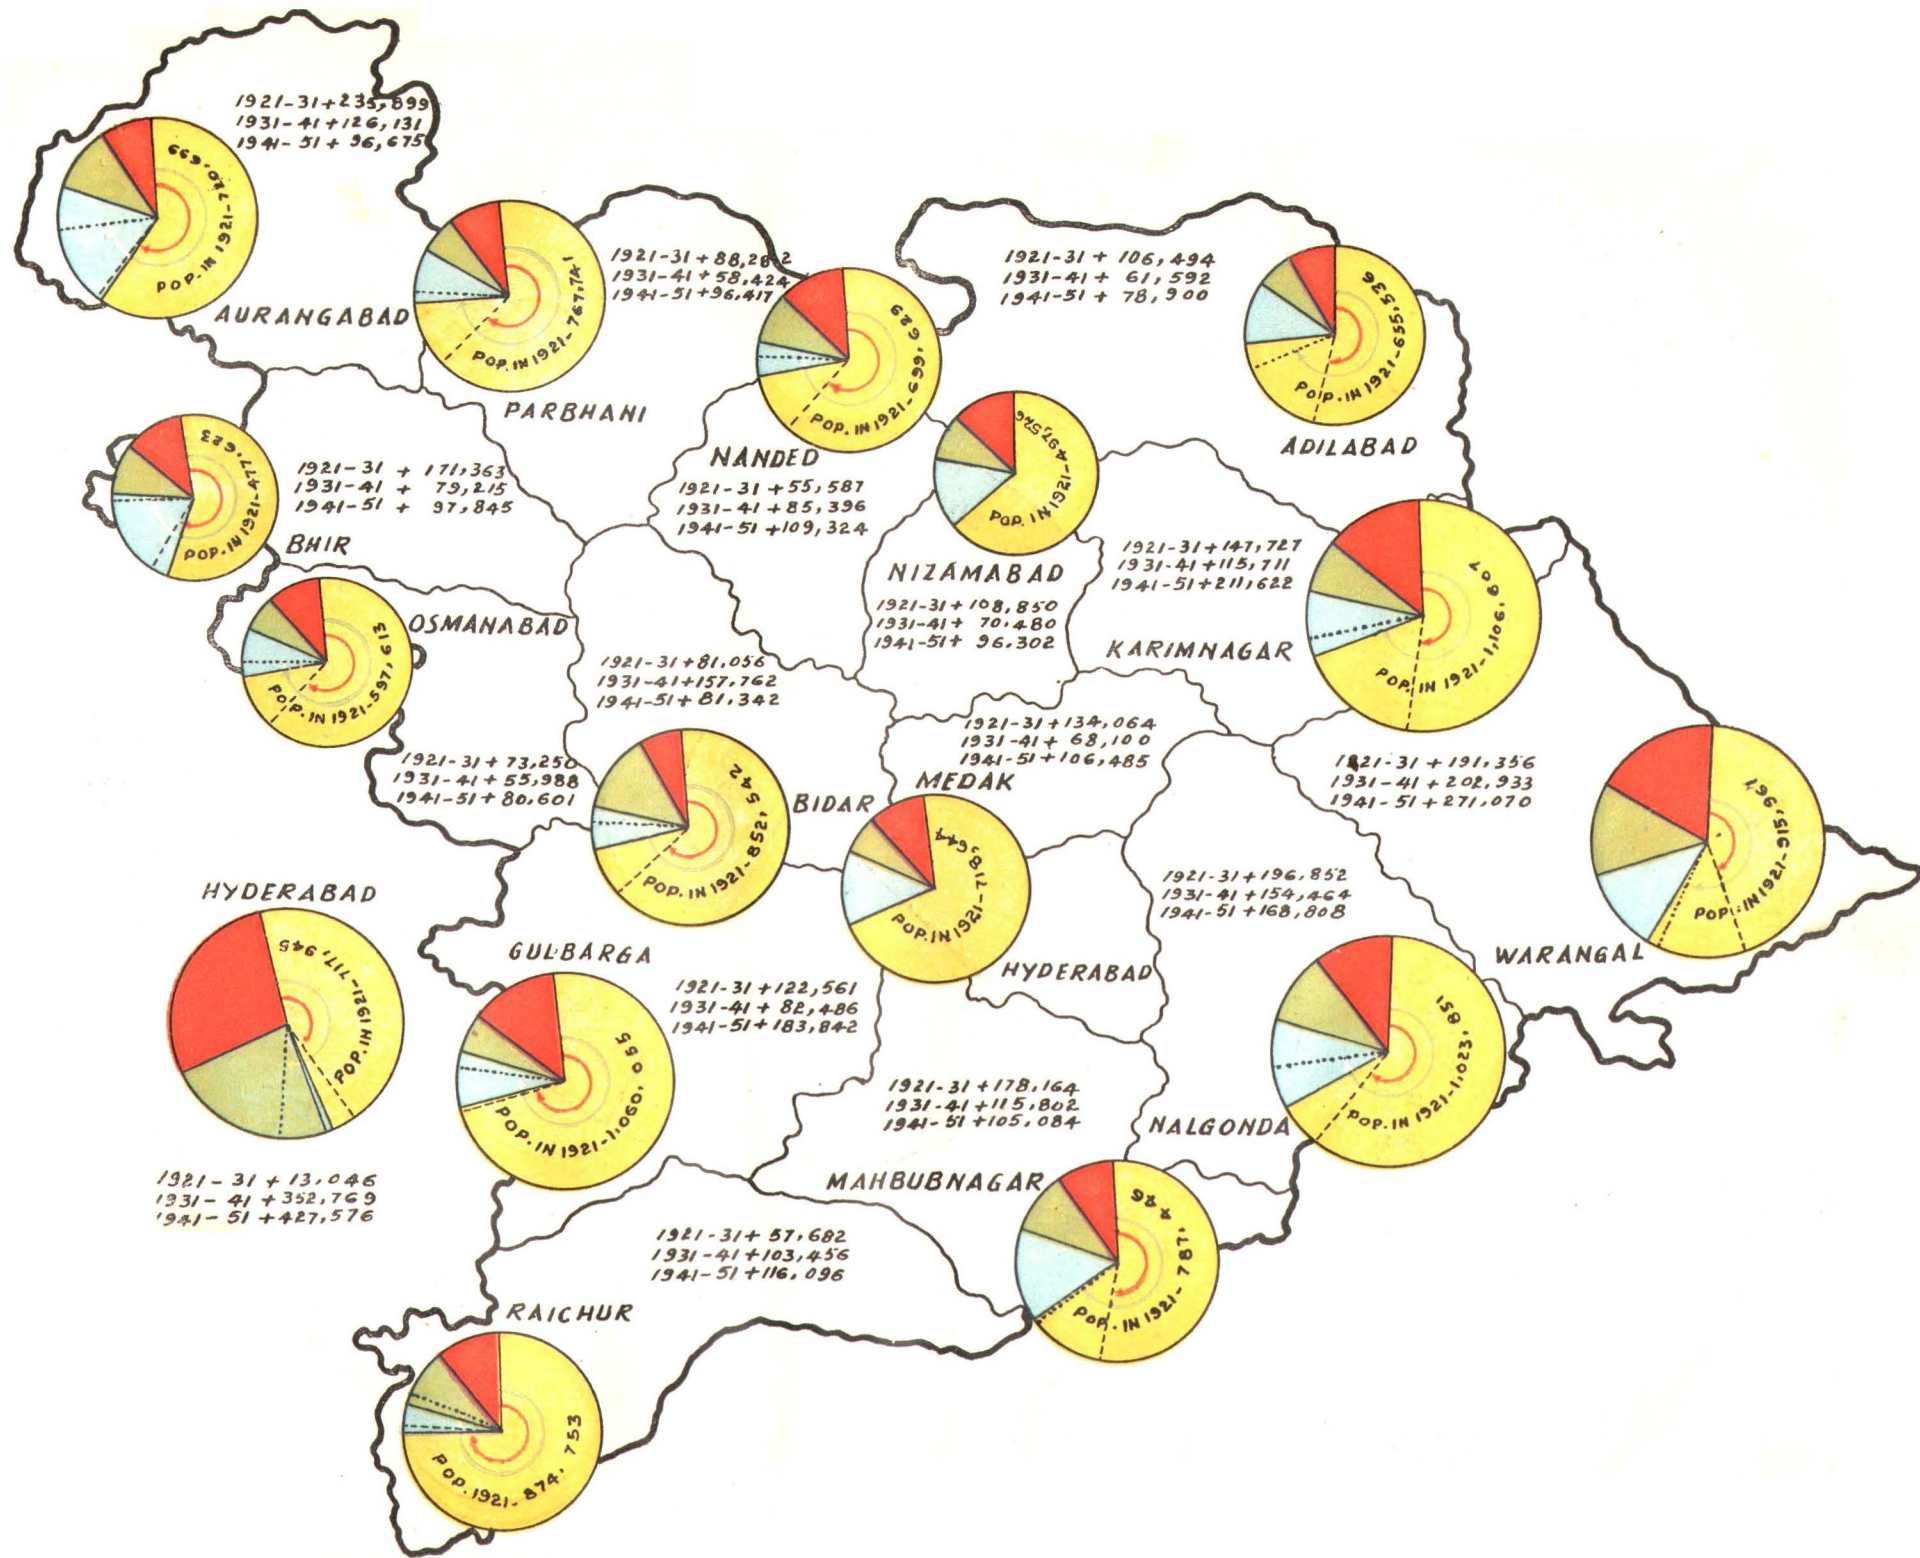 1921-31+235,899
1931-41+126,131
1941-51+ 96,675
POP. IN 1921-720,699
AURANGABAD
POP. IN 1921-767,741
1921-31+88,282
1931-41+58,424
1941-51+96,417
PARBHANI
POP. IN 1921-699,629
NANDED
1921-31+55,587
1931-41+85,396
1941-51+109,324
1921-31+ 106,494
1931-41+ 61,592
1941-51+ 78,900
POP. IN 1921-655,536
ADILABAD
POP. IN 1921-477,623
1921-31 + 171,363
1931-41 + 79,215
1941-51 + 97,845
BHIR
POP. IN 1921-497,526
NIZAMABAD
1921-31+108,850
1931-41+ 70,480
1941-51+ 96,302
1921-31+147,727
1931-41+115,711
1941-51+211,622
POP. IN 1921-1,106,807
KARIMNAGAR
OSMANABAD
POP. IN 1921-597,613
1921-31+73,250
1931-41+55,988
1941-51+80,601
1921-31+81,056
1931-41+157,762
1941-51+81,342
POP. IN 1921-852,542
BIDAR
1921-31+134,064
1931-41+ 68,100
1941-51+106,485
MEDAK
POP. IN 1921-718,644
1921-31+191,356
1931-41+202,933
1941-51+271,070
POP. IN 1921-915,967
WARANGAL
HYDERABAD
POP. IN 1921-717,945
1921-31+13,046
1931-41+352,769
1941-51+427,576
GULBARGA
1921-31+122,561
1931-41+ 82,486
1941-51+183,842
POP. IN 1921-1,060,055
HYDERABAD
1921-31+196,852
1931-41+154,464
1941-51+168,808
POP. IN 1921-1,023,851
NALGONDA
1921-31+178,164
1931-41+115,802
1941-51+105,084
MAHBUBNAGAR
POP. IN 1921-787,486
1921-31+57,682
1931-41+103,456
1941-51+116,096
RAICHUR
POP. 1921-874,753